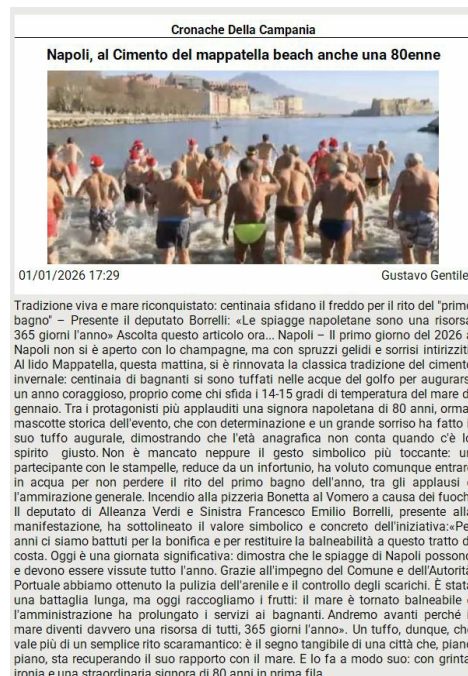 Cronache Della Campania
Napoli, al Cimento del mappatella beach anche una 80enne
01/01/2026 17:29
Gustavo Gentile
Tradizione viva e mare riconquistato: centinaia sfidano il freddo per il rito del "primo
bagno" – Presente il deputato Borrelli: «Le spiagge napoletane sono una risorsa
365 giorni l'anno» Ascolta questo articolo ora... Napoli – Il primo giorno del 2026 a
Napoli non si è aperto con lo champagne, ma con spruzzi gelidi e sorrisi intirizziti.
Al lido Mappatella, questa mattina, si è rinnovata la classica tradizione del cimento
invernale: centinaia di bagnanti si sono tuffati nelle acque del golfo per augurarsi
un anno coraggioso, proprio come chi sfida i 14-15 gradi di temperatura del mare di
gennaio. Tra i protagonisti più applauditi una signora napoletana di 80 anni, ormai
mascotte storica dell'evento, che con determinazione e un grande sorriso ha fatto il
suo tuffo augurale, dimostrando che l'età anagrafica non conta quando c'è lo
spirito giusto. Non è mancato neppure il gesto simbolico più toccante: un
partecipante con le stampelle, reduce da un infortunio, ha voluto comunque entrare
in acqua per non perdere il rito del primo bagno dell'anno, tra gli applausi e
l'ammirazione generale. Incendio alla pizzeria Bonetta al Vomero a causa dei fuochi
Il deputato di Alleanza Verdi e Sinistra Francesco Emilio Borrelli, presente alla
manifestazione, ha sottolineato il valore simbolico e concreto dell'iniziativa:«Per
anni ci siamo battuti per la bonifica e per restituire la balneabilità a questo tratto di
costa. Oggi è una giornata significativa: dimostra che le spiagge di Napoli possono
e devono essere vissute tutto l'anno. Grazie all'impegno del Comune e dell'Autorità
Portuale abbiamo ottenuto la pulizia dell'arenile e il controllo degli scarichi. È stata
una battaglia lunga, ma oggi raccogliamo i frutti: il mare è tornato balneabile e
l'amministrazione ha prolungato i servizi ai bagnanti. Andremo avanti perché il
mare diventi davvero una risorsa di tutti, 365 giorni l'anno». Un tuffo, dunque, che
vale più di un semplice rito scaramantico: è il segno tangibile di una città che, piano
piano, sta recuperando il suo rapporto con il mare. E lo fa a modo suo: con grinta,
ironia e una straordinaria signora di 80 anni in prima fila.